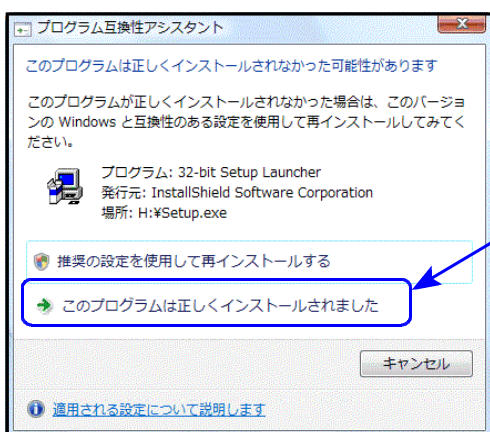 プログラム互換性アシスタント
このプログラムは正しくインストールされなかった可能性があります
このプログラムが正しくインストールされなかった場合は、このバージョ
ンの Windows と互換性のある設定を使用して再インストールしてみてく
ださい。
プログラム: 32-bit Setup Launcher
発行元: InstallShield Software Corporation
場所: H:¥Setup.exe
推奨の設定を使用して再インストールする
このプログラムは正しくインストールされました
キャンセル
適用される設定について説明します